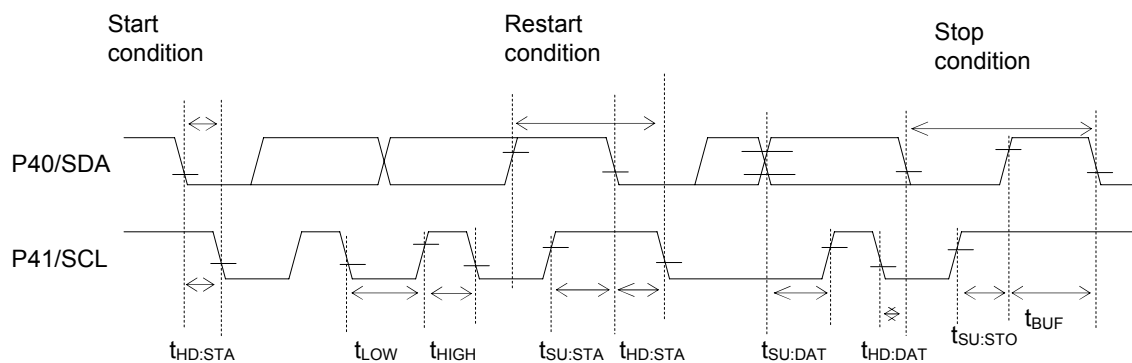 Start
condition
Restart
condition
Stop
condition
P40/SDA
P41/SCL
tHD:STA
tLOW
tHIGH
tSU:STA
tHD:STA
tSU:DAT
tHD:DAT
tSU:STO
tBUF